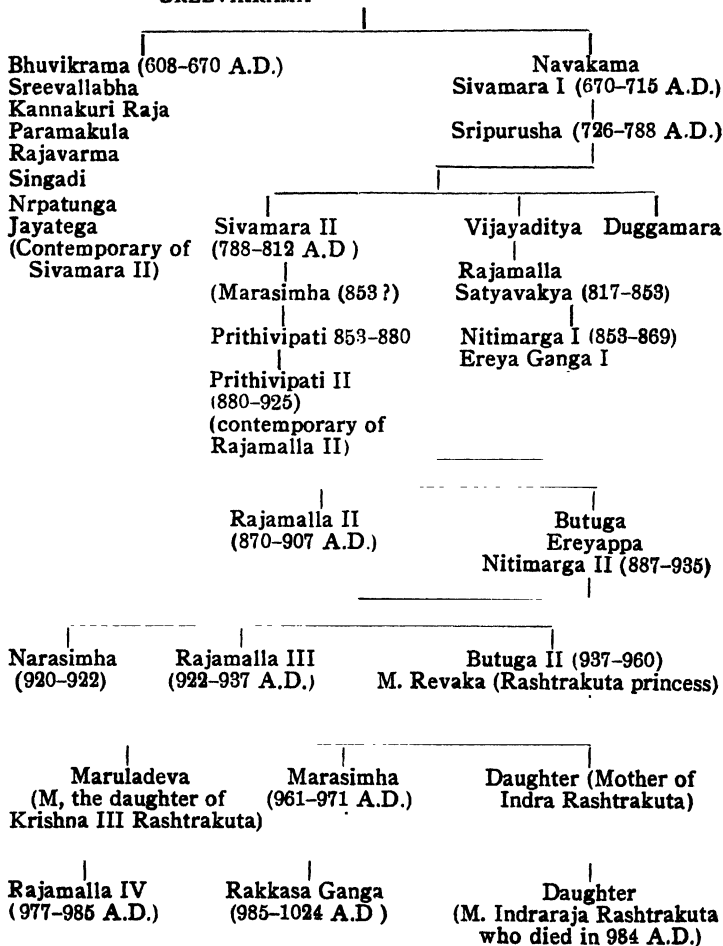 Bhuvikrama (608-670 A.D.)
Sreevallabha
Kannakuri Raja
Paramakula
Rajavarma
Singadi
Nrpatunga
Jayatega
(Contemporary of
Sivamara II)
Navakama
Sivamara I (670-715 A.D.)
Sripurusha (726-788 A.D.)
Sivamara II
(788-812 A.D )
(Marasimha (853 ?)
Prithivipati 853-880
Prithivipati II
(880-925)
(contemporary of
Rajamalla II)
Vijayaditya
Rajamalla
Satyavakya (817-853)
Nitimarga I (853-869)
Ereya Ganga I
Duggamara
Rajamalla II
(870-907 A.D.)
Butuga
Ereyappa
Nitimarga II (887-935)
Narasimha
(920-922)
Rajamalla III
(922-937 A.D.)
Butuga II (937-960)
M. Revaka (Rashtrakuta princess)
Maruladeva
(M, the daughter of
Krishna III Rashtrakuta)
Marasimha
(961-971 A.D.)
Daughter (Mother of
Indra Rashtrakuta)
Rajamalla IV
(977-985 A.D.)
Rakkasa Ganga
(985-1024 A.D )
Daughter
(M. Indraraja Rashtrakuta
who died in 984 A.D.)